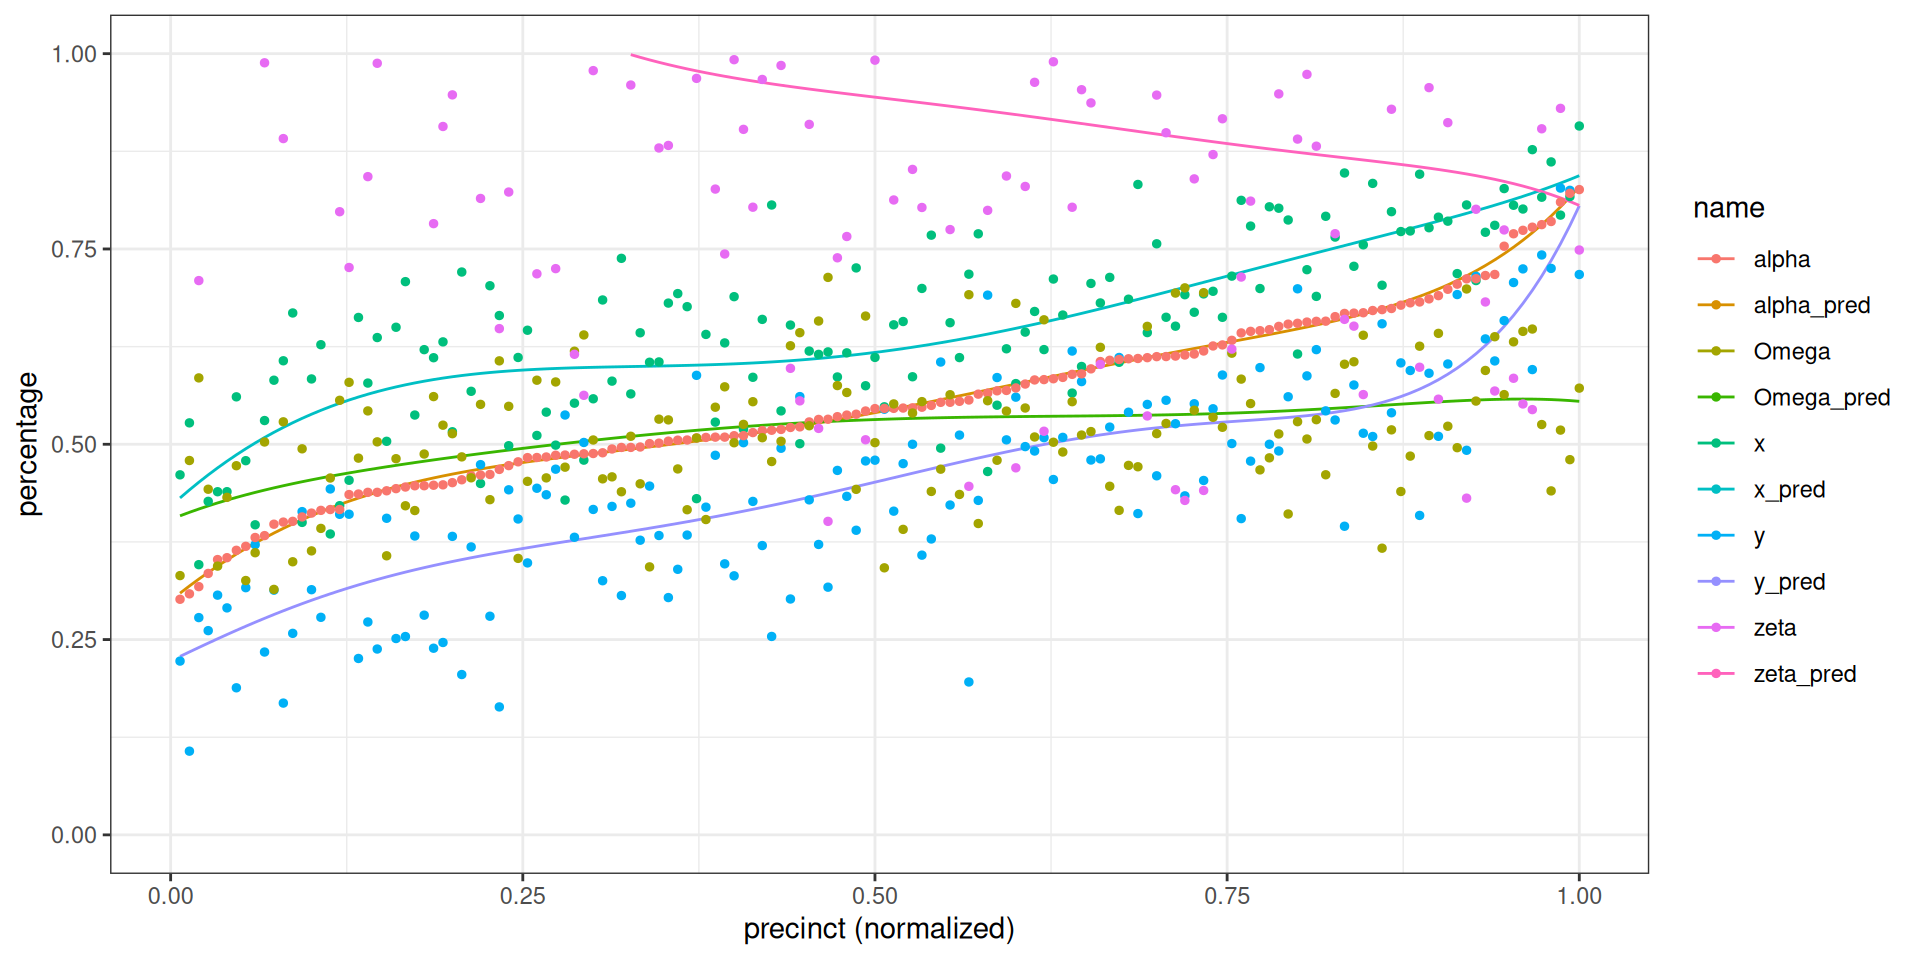 1.00
0.75
0.50
0.25
0.00
percentage
0.00 0.25 0.50 0.75 1.00
precinct (normalized)
name
alpha
alpha_pred
Omega
Omega_pred
x
x_pred
y
y_pred
zeta
zeta_pred